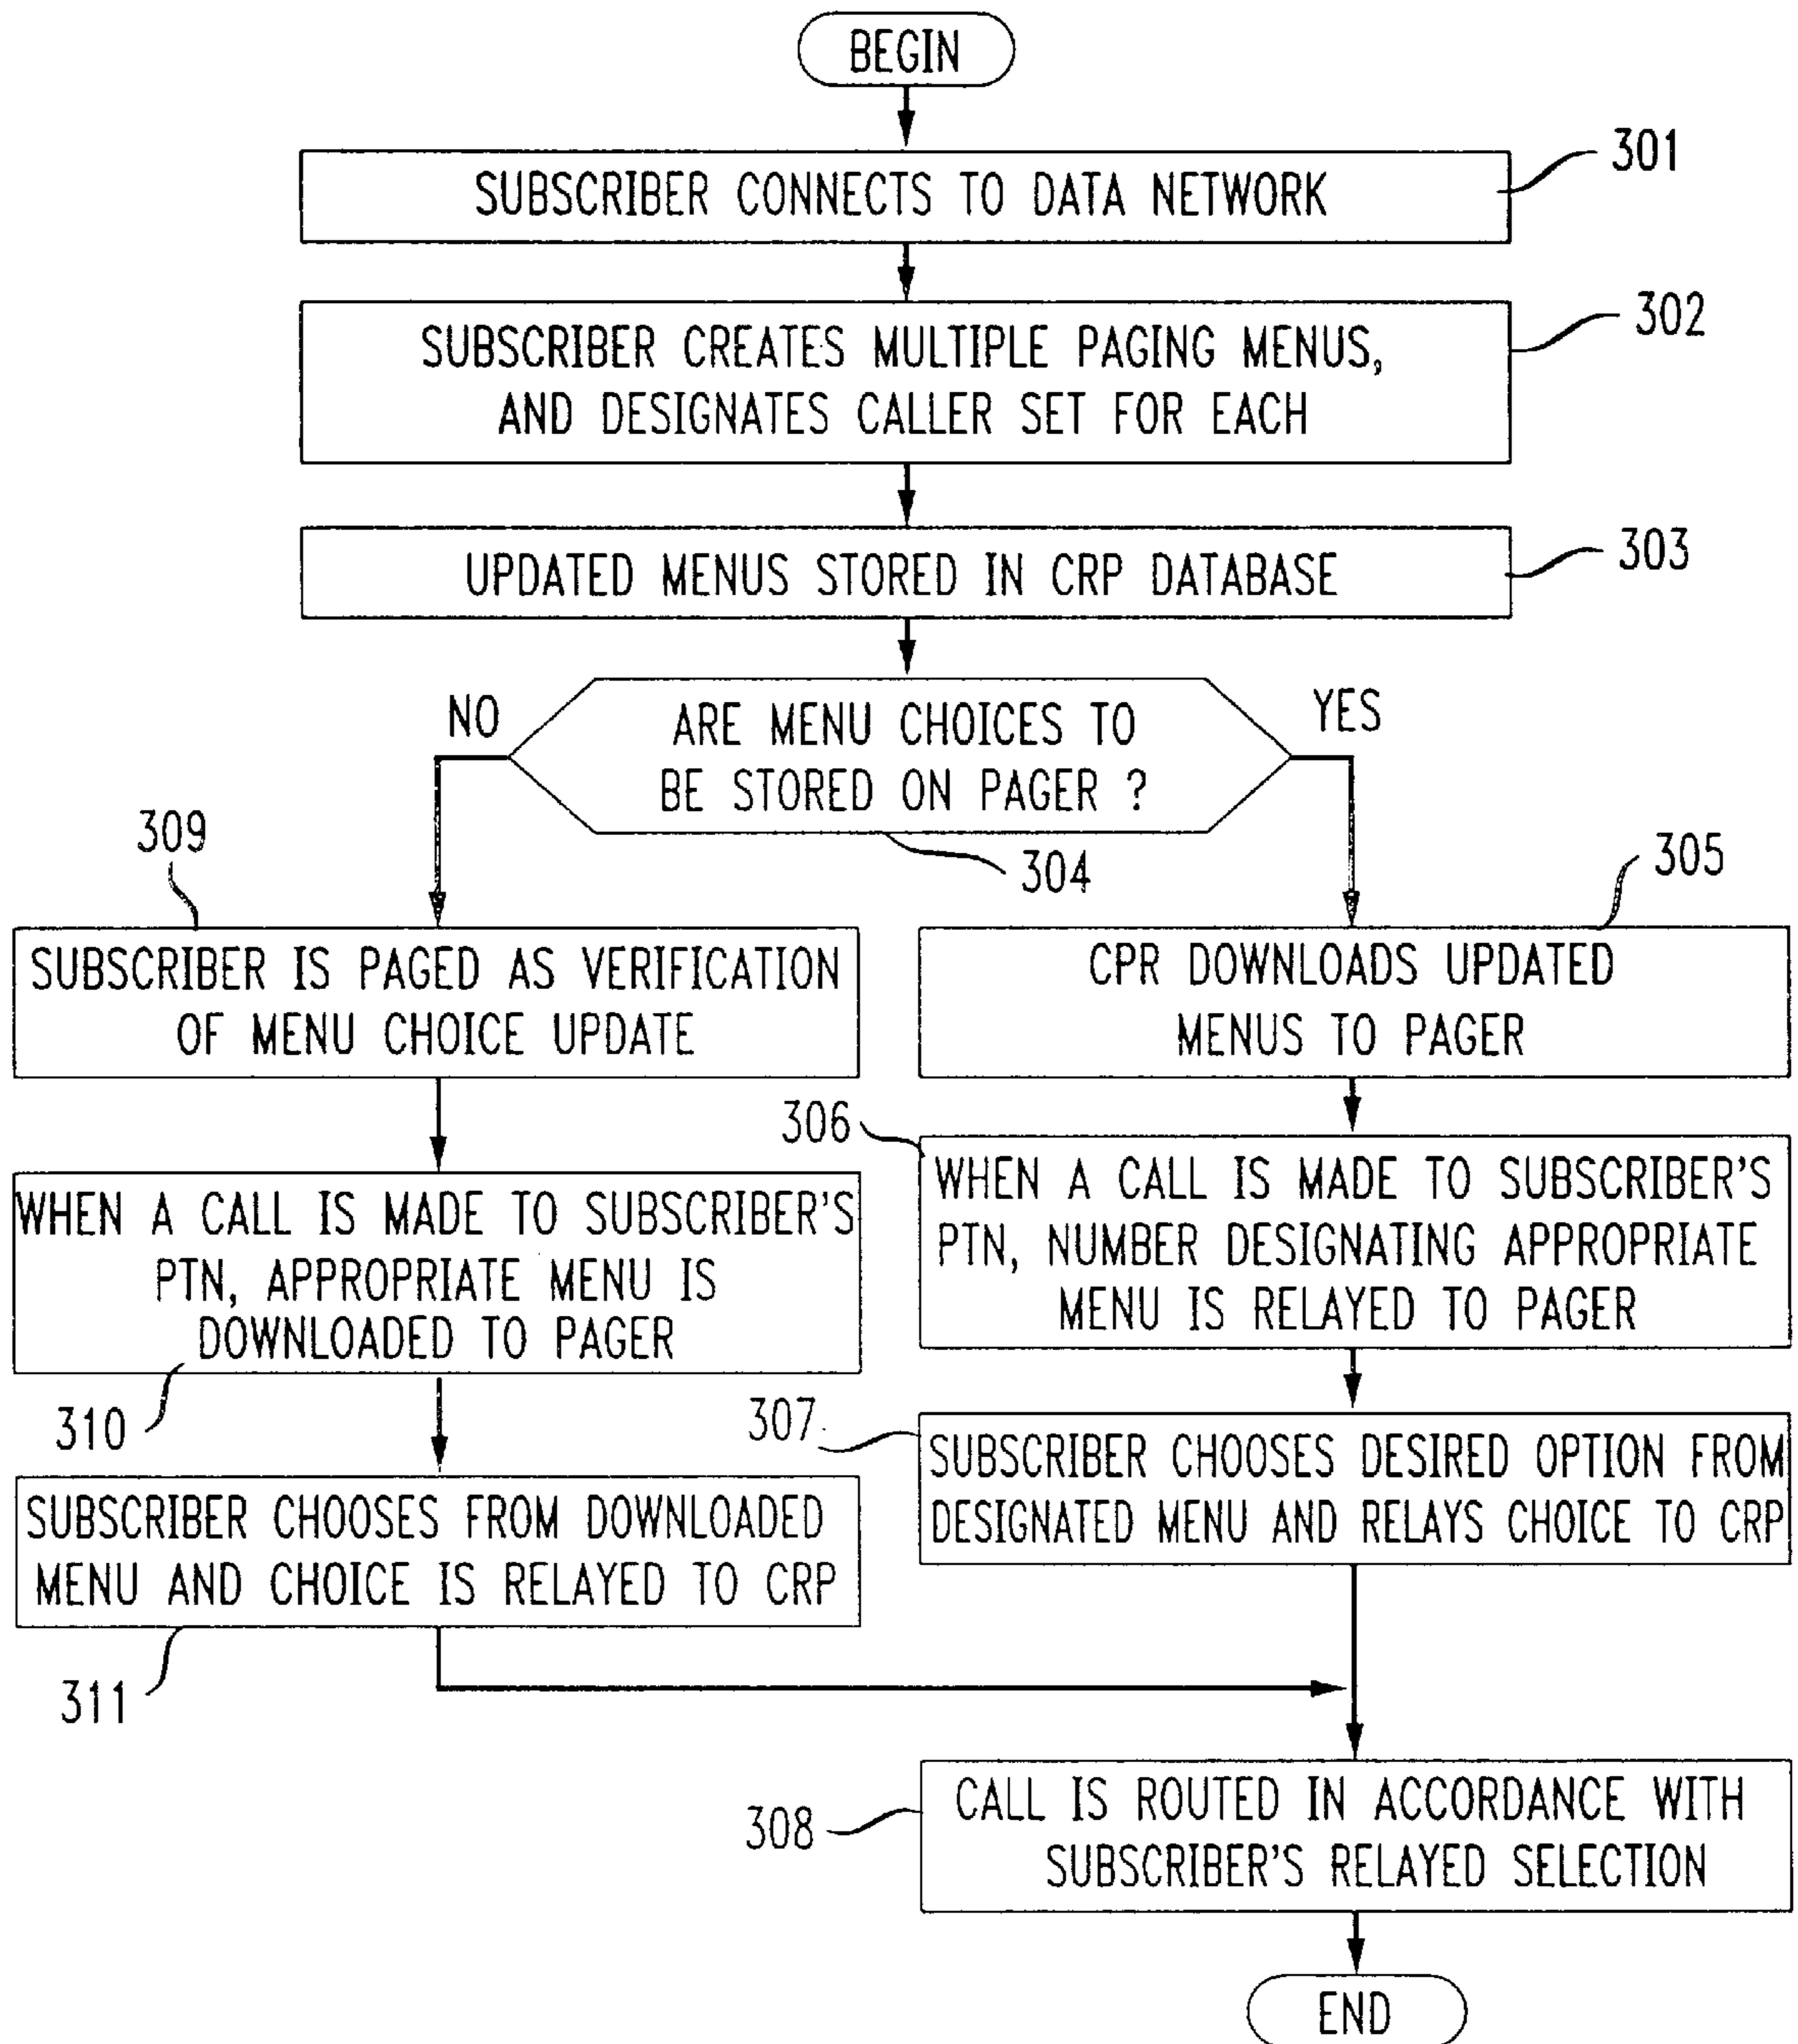 BEGIN
301
SUBSCRIBER CONNECTS TO DATA NETWORK
302
SUBSCRIBER CREATES MULTIPLE PAGING MENUS,
AND DESIGNATES CALLER SET FOR EACH
303
UPDATED MENUS STORED IN CRP DATABASE
NO
YES
ARE MENU CHOICES TO
BE STORED ON PAGER ?
304
309
SUBSCRIBER IS PAGED AS VERIFICATION
OF MENU CHOICE UPDATE
305
CPR DOWNLOADS UPDATED
MENUS TO PAGER
310
WHEN A CALL IS MADE TO SUBSCRIBER'S
PTN, APPROPRIATE MENU IS
DOWNLOADED TO PAGER
306
WHEN A CALL IS MADE TO SUBSCRIBER'S
PTN, NUMBER DESIGNATING APPROPRIATE
MENU IS RELAYED TO PAGER
311
SUBSCRIBER CHOOSES FROM DOWNLOADED
MENU AND CHOICE IS RELAYED TO CRP
307
SUBSCRIBER CHOOSES DESIRED OPTION FROM
DESIGNATED MENU AND RELAYS CHOICE TO CRP
308
CALL IS ROUTED IN ACCORDANCE WITH
SUBSCRIBER'S RELAYED SELECTION
END